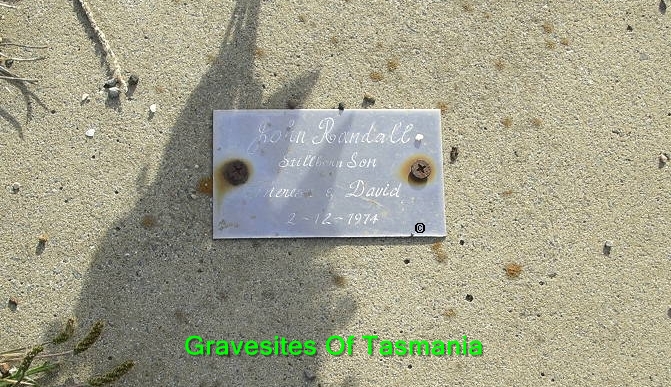 John Randall
Stillborn Son
& David
2-12-1974
©
Gravesites Of Tasmania